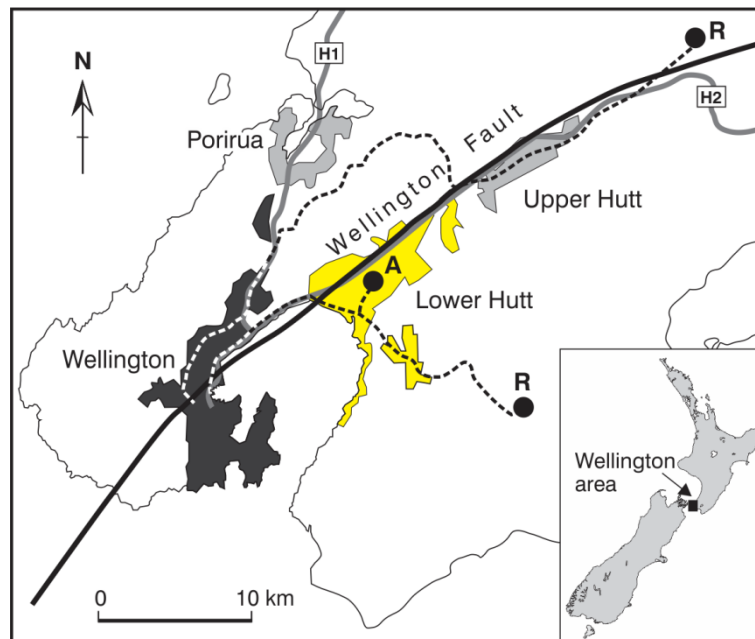 H1
R
N
H2
Porirua
Wellington Fault
Upper Hutt
A
Lower Hutt
Wellington
R
Wellington
area
0 10 km